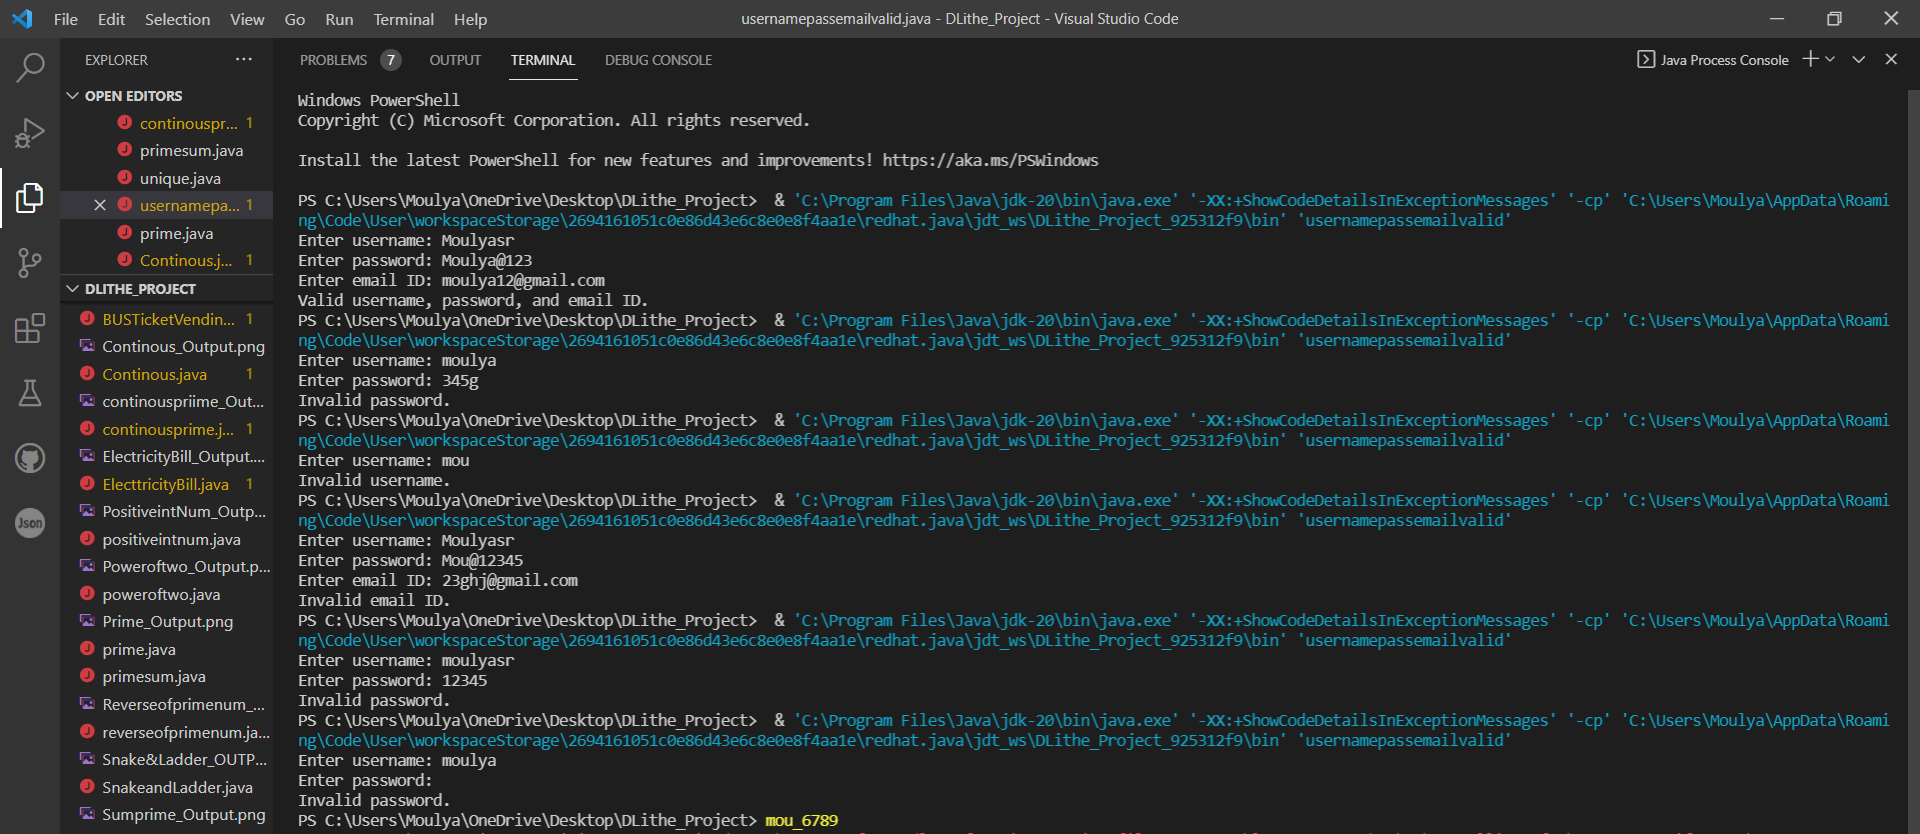 File Edit Selection View Go Run Terminal Help
usernamepassemailvalid.java - DLithe_Project - Visual Studio Code
EXPLORER
OPEN EDITORS
continouspr... 1
primesum.java
unique.java
usernamepa... 1
prime.java
Continous.j... 1
DLITHE_PROJECT
BUSTicketVendin... 1
Continous_Output.png
Continous.java 1
continouspriime_Out...
continousprime.j... 1
ElectricityBill_Output....
ElecttricityBill.java 1
PositiveintNum_Outp...
positiveintnum.java
Poweroftwo_Output.p...
poweroftwo.java
Prime_Output.png
prime.java
primesum.java
Reverseofprimenum_...
reverseofprimenum.ja...
Snake&Ladder_OUTP...
SnakeandLadder.java
Sumprime_Output.png
Json
PROBLEMS 7 OUTPUT TERMINAL DEBUG CONSOLE
Java Process Console
Windows PowerShell
Copyright (C) Microsoft Corporation. All rights reserved.
Install the latest PowerShell for new features and improvements! https://aka.ms/PSWindows
PS C:\Users\Moulya\OneDrive\Desktop\DLithe_Project>  & 'C:\Program Files\Java\jdk-20\bin\java.exe' '-XX:+ShowCodeDetailsInExceptionMessages' '-cp' 'C:\Users\Moulya\AppData\Roami
ng\Code\User\workspaceStorage\2694161051c0e86d43e6c8e0e8f4aa1e\redhat.java\jdt_ws\DLithe_Project_925312f9\bin' 'usernamepassemailvalid'
Enter username: Moulyasr
Enter password: Moulya@123
Enter email ID: moulya12@gmail.com
Valid username, password, and email ID.
PS C:\Users\Moulya\OneDrive\Desktop\DLithe_Project>  & 'C:\Program Files\Java\jdk-20\bin\java.exe' '-XX:+ShowCodeDetailsInExceptionMessages' '-cp' 'C:\Users\Moulya\AppData\Roami
ng\Code\User\workspaceStorage\2694161051c0e86d43e6c8e0e8f4aa1e\redhat.java\jdt_ws\DLithe_Project_925312f9\bin' 'usernamepassemailvalid'
Enter username: moulya
Enter password: 345g
Invalid password.
PS C:\Users\Moulya\OneDrive\Desktop\DLithe_Project>  & 'C:\Program Files\Java\jdk-20\bin\java.exe' '-XX:+ShowCodeDetailsInExceptionMessages' '-cp' 'C:\Users\Moulya\AppData\Roami
ng\Code\User\workspaceStorage\2694161051c0e86d43e6c8e0e8f4aa1e\redhat.java\jdt_ws\DLithe_Project_925312f9\bin' 'usernamepassemailvalid'
Enter username: mou
Invalid username.
PS C:\Users\Moulya\OneDrive\Desktop\DLithe_Project>  & 'C:\Program Files\Java\jdk-20\bin\java.exe' '-XX:+ShowCodeDetailsInExceptionMessages' '-cp' 'C:\Users\Moulya\AppData\Roami
ng\Code\User\workspaceStorage\2694161051c0e86d43e6c8e0e8f4aa1e\redhat.java\jdt_ws\DLithe_Project_925312f9\bin' 'usernamepassemailvalid'
Enter username: Moulyasr
Enter password: Mou@12345
Enter email ID: 23ghj@gmail.com
Invalid email ID.
PS C:\Users\Moulya\OneDrive\Desktop\DLithe_Project>  & 'C:\Program Files\Java\jdk-20\bin\java.exe' '-XX:+ShowCodeDetailsInExceptionMessages' '-cp' 'C:\Users\Moulya\AppData\Roami
ng\Code\User\workspaceStorage\2694161051c0e86d43e6c8e0e8f4aa1e\redhat.java\jdt_ws\DLithe_Project_925312f9\bin' 'usernamepassemailvalid'
Enter username: moulyasr
Enter password: 12345
Invalid password.
PS C:\Users\Moulya\OneDrive\Desktop\DLithe_Project>  & 'C:\Program Files\Java\jdk-20\bin\java.exe' '-XX:+ShowCodeDetailsInExceptionMessages' '-cp' 'C:\Users\Moulya\AppData\Roami
ng\Code\User\workspaceStorage\2694161051c0e86d43e6c8e0e8f4aa1e\redhat.java\jdt_ws\DLithe_Project_925312f9\bin' 'usernamepassemailvalid'
Enter username: moulya
Enter password:
Invalid password.
PS C:\Users\Moulya\OneDrive\Desktop\DLithe_Project> mou_6789